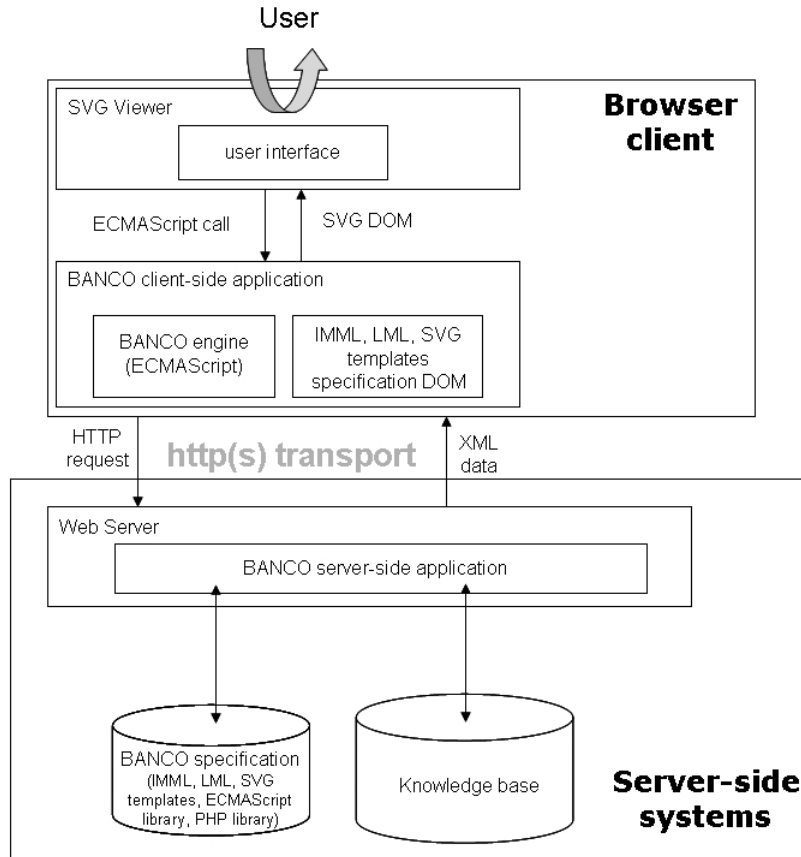 User
SVG Viewer
Browser
client
user interface
ECMAScript call
SVG DOM
BANCO client-side application
BANCO engine
(ECMAScript)
IMML, LML, SVG
templates
specification DOM
HTTP
request
http(s) transport
XML
data
Web Server
BANCO server-side application
BANCO specification
(IMML, LML, SVG
templates, ECMAScript
library, PHP library)
Knowledge base
Server-side
systems